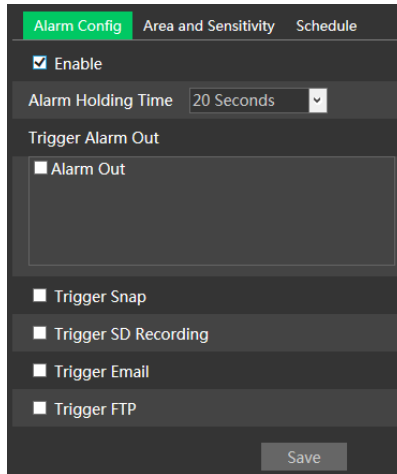 Alarm Config Area and Sensitivity Schedule
Enable
Alarm Holding Time 20 Seconds
Trigger Alarm Out
Alarm Out
Trigger Snap
Trigger SD Recording
Trigger Email
Trigger FTP
Save